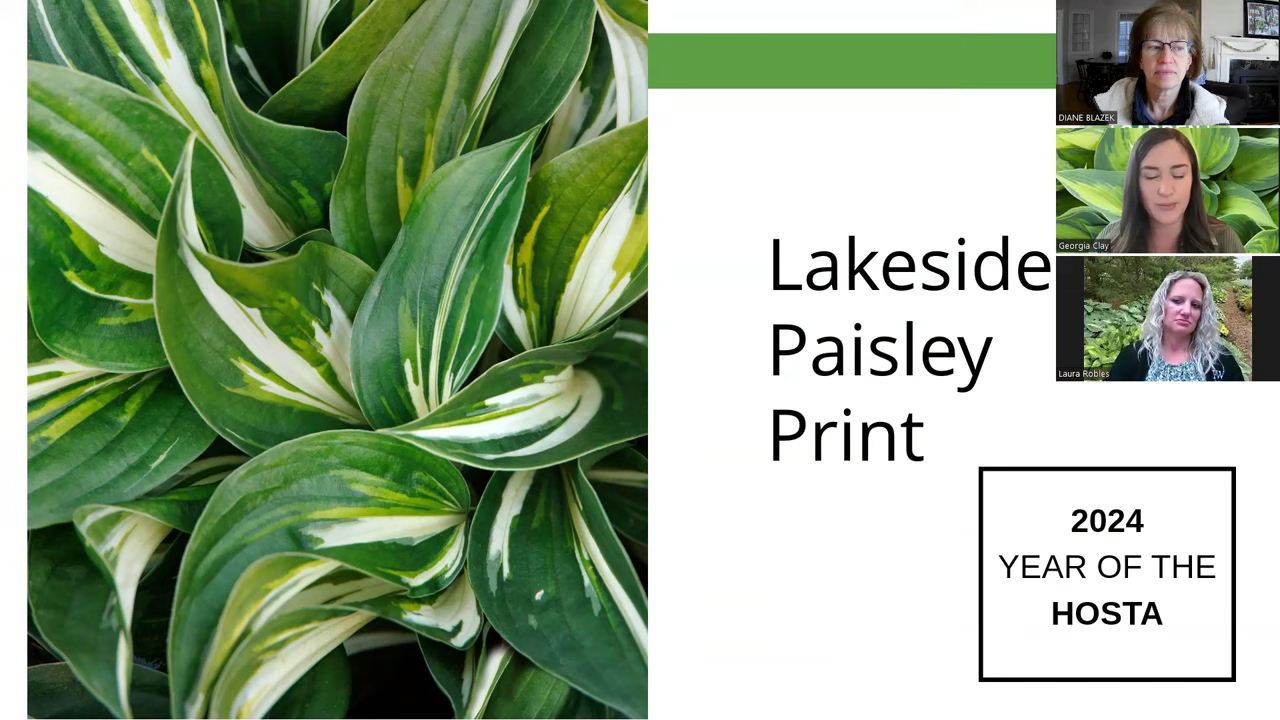 Lakeside
Paisley
Print
2024
YEAR OF THE
HOSTA
DIANE BLAZEK
Georgia Clay
Laura Robles